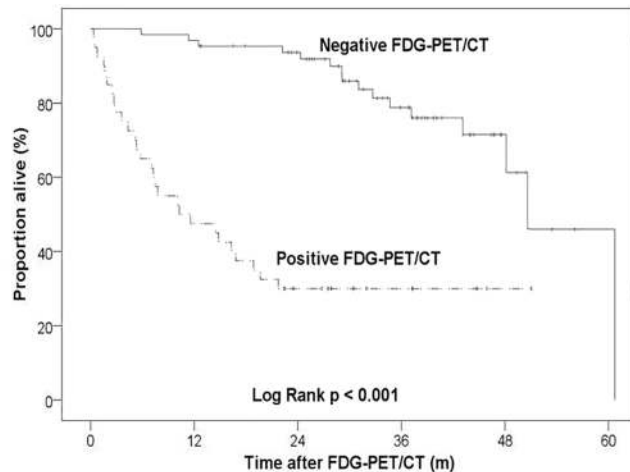 Proportion alive (%)
100
80
60
40
20
0
Negative FDG-PET/CT
Positive FDG-PET/CT
Log Rank p < 0.001
0 12 24 36 48 60
Time after FDG-PET/CT (m)